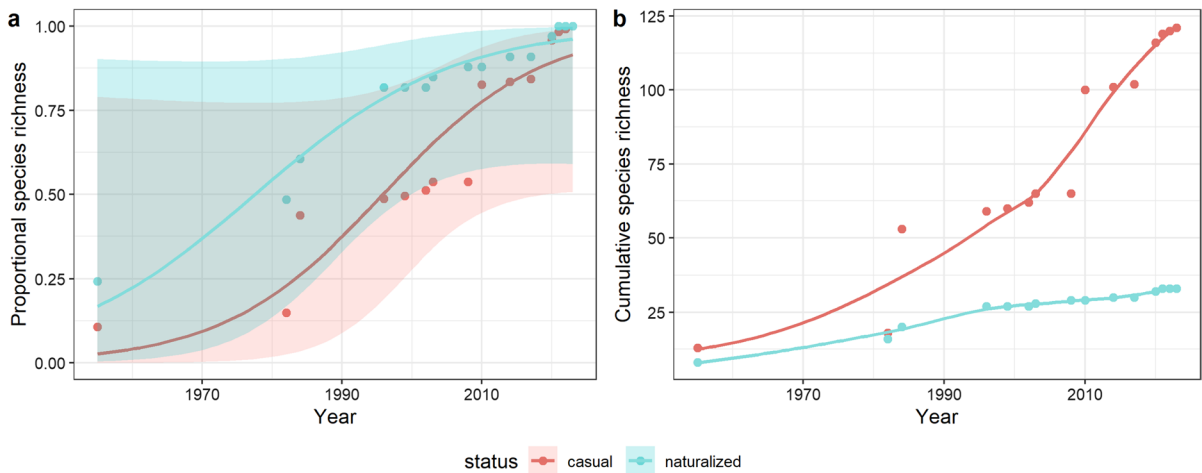 a
1.00
0.75
0.50
0.25
0.00
Proportional species richness
1970
1990
2010
Year
b
125
100
75
50
25
Cumulative species richness
1970
1990
2010
Year
status
casual
naturalized